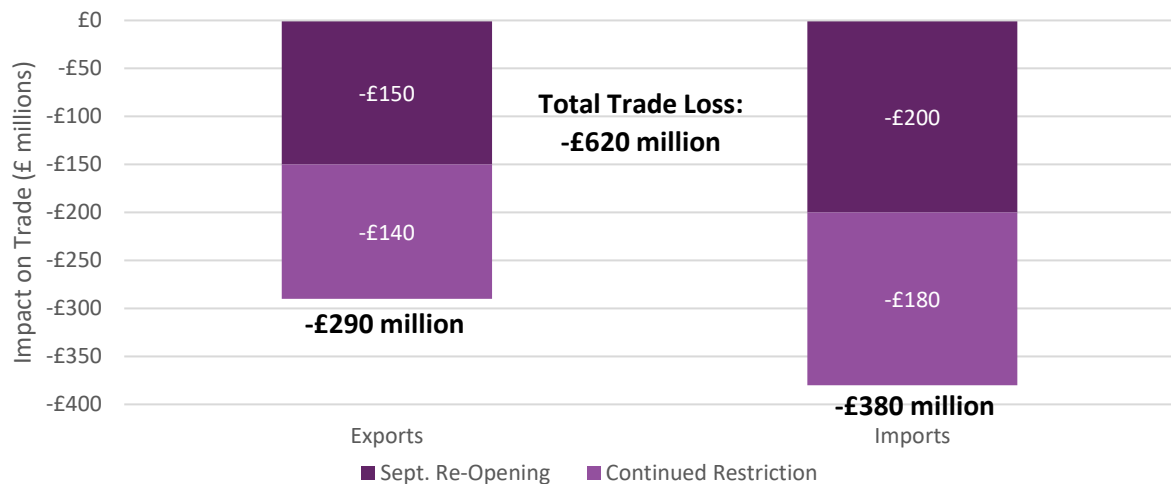 Impact on Trade (£ millions)
£0
-£50
-£100
-£150
-£200
-£250
-£300
-£350
-£400
-£150
-£140
-£290 million
Total Trade Loss:
-£620 million
-£200
-£180
-£380 million
Exports
Imports
Sept. Re-Opening
Continued Restriction